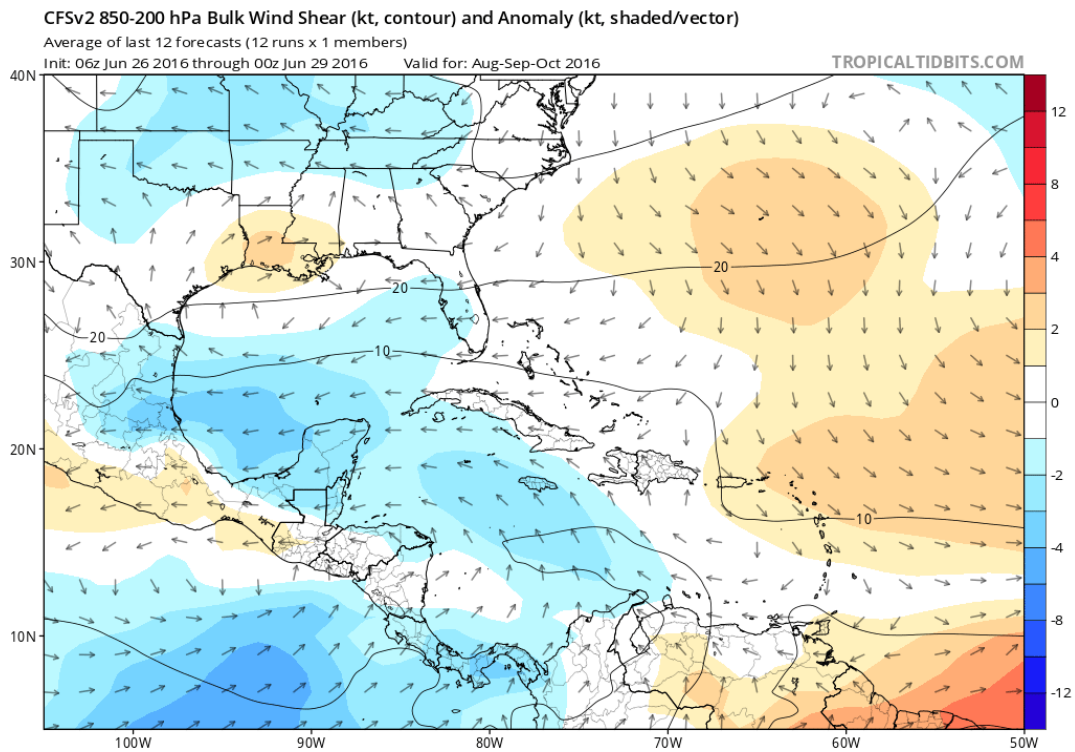 CFSv2 850-200 hPa Bulk Wind Shear (kt, contour) and Anomaly (kt, shaded/vector)
Average of last 12 forecasts (12 runs x 1 members)
Init: 06z Jun 26 2016 through 00z Jun 29 2016 Valid for: Aug-Sep-Oct 2016 TROPICALTIDBITS.COM
40N
12
8
30N
20
4
20
20
2
10
0
20N
-2
10
-4
10N
-8
-12
100W 90W 80W 70W 60W 50W